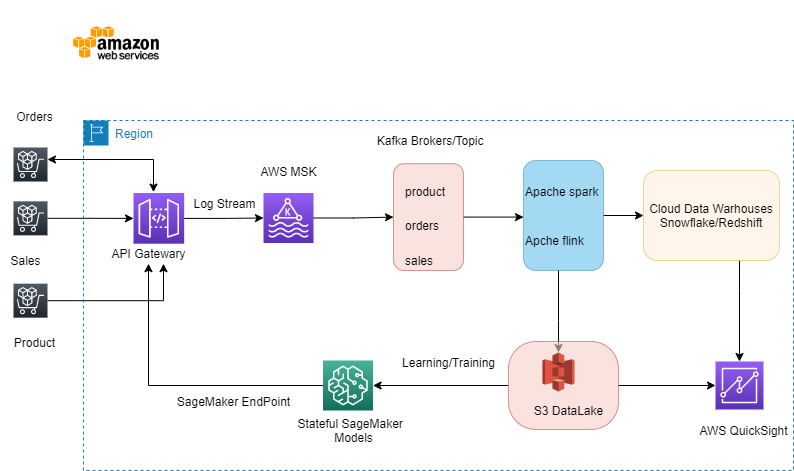 amazon
web services
Orders
Region
Kafka Brokers/Topic
AWS MSK
product
Apache spark
Log Stream
Cloud Data Warhouses
Snowflake/Redshift
orders
Apche flink
API Gatewary
Sales
sales
K
Product
Learning/Training
SageMaker EndPoint
S3 DataLake
Stateful SageMaker
Models
AWS QuickSight